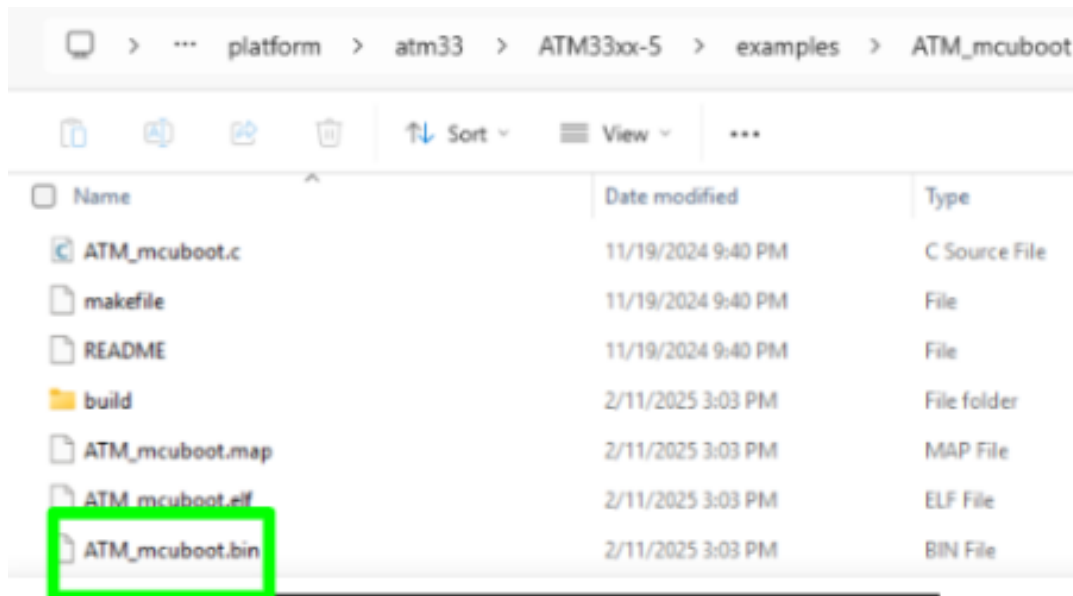 > ... platform > atm33 > ATM33xx-5 > examples > ATM_mcuboot
Sort View ...
Name Date modified Type
ATM_mcuboot.c 11/19/2024 9:40 PM C Source File
makefile 11/19/2024 9:40 PM File
README 11/19/2024 9:40 PM File
build 2/11/2025 3:03 PM File folder
ATM_mcuboot.map 2/11/2025 3:03 PM MAP File
ATM_mcuboot.elf 2/11/2025 3:03 PM ELF File
ATM_mcuboot.bin 2/11/2025 3:03 PM BIN File